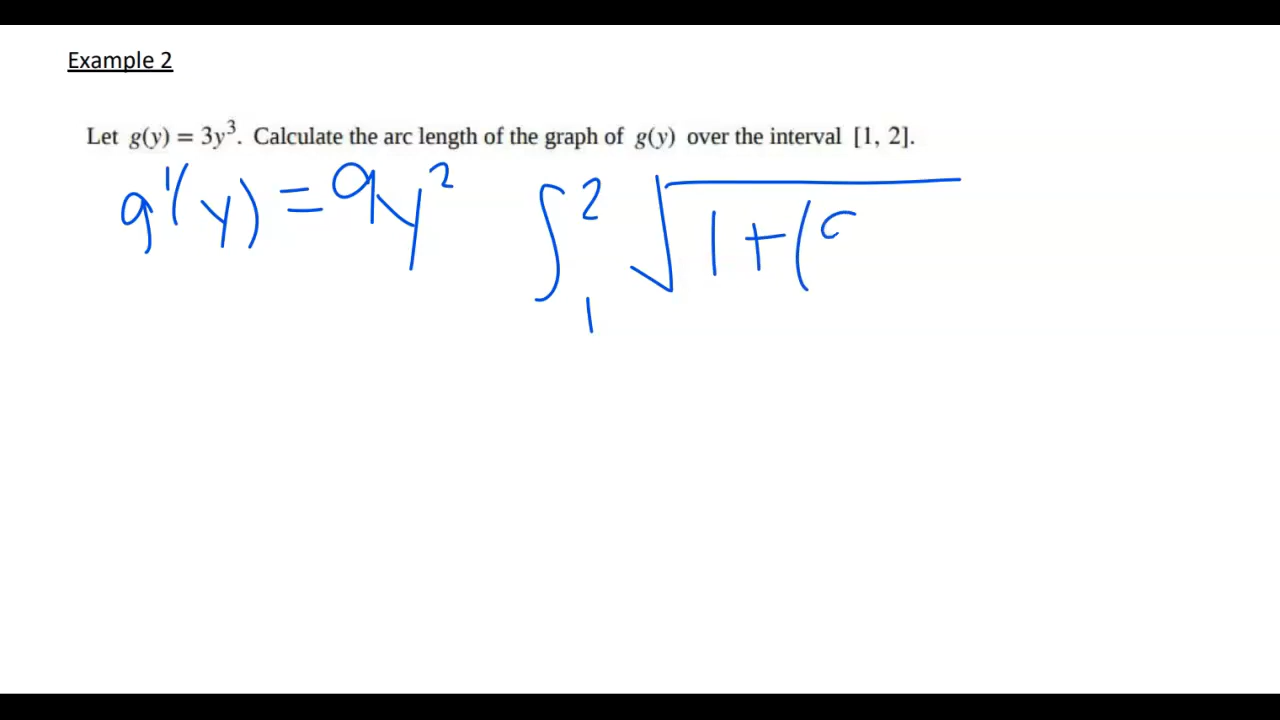 Example 2
Let g(y) = 3y³. Calculate the arc length of the graph of g(y) over the interval [1, 2].
g'(y) = 9y² ∫₁² √(1+(